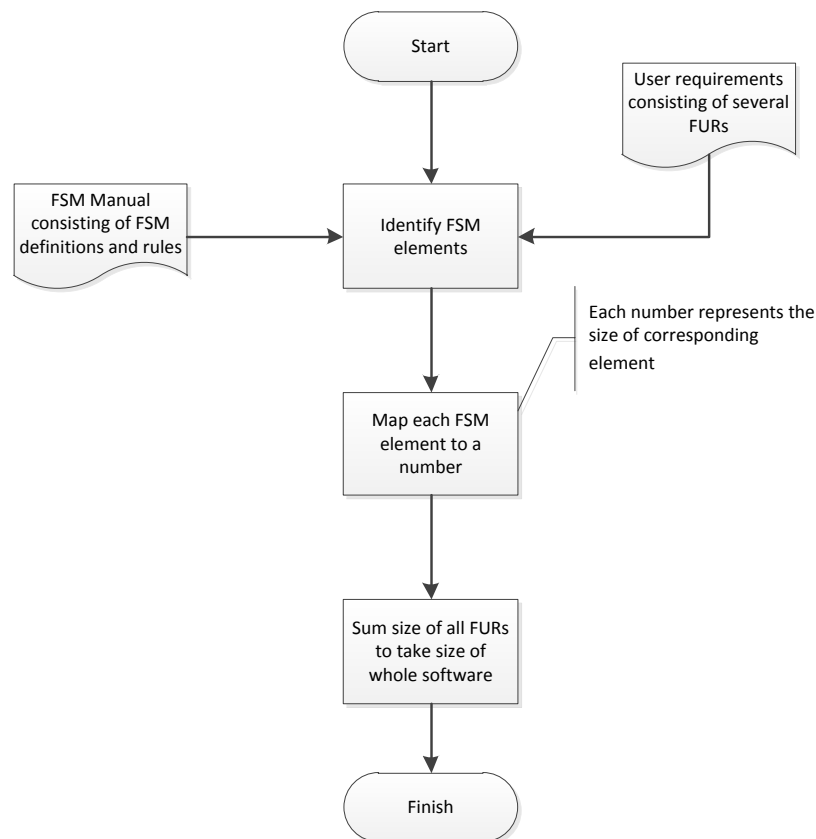 Start
User requirements
consisting of several
FURs
FSM Manual
consisting of FSM
definitions and rules
Identify FSM
elements
Each number represents the
size of corresponding
element
Map each FSM
element to a
number
Sum size of all FURs
to take size of
whole software
Finish